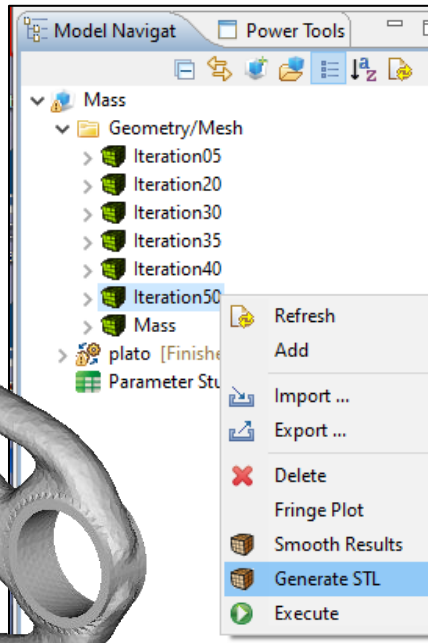 Model Navigat
Power Tools
Mass
Geometry/Mesh
Iteration05
Iteration20
Iteration30
Iteration35
Iteration40
Iteration50
Mass
plato [Finishe
Parameter Stu
Refresh
Add
Import ...
Export ...
Delete
Fringe Plot
Smooth Results
Generate STL
Execute